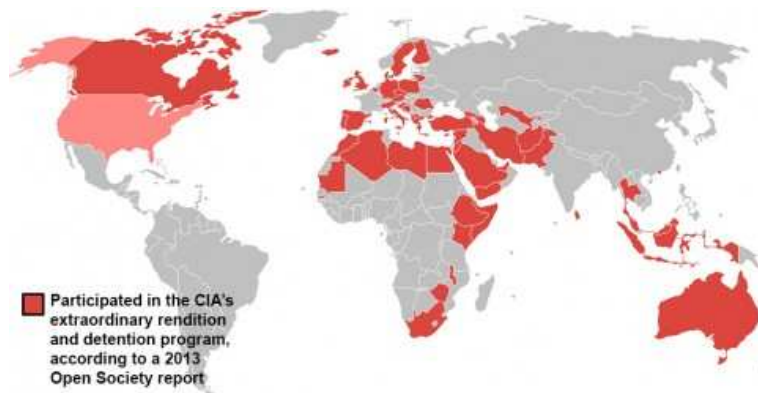 Participated in the CIA's
extraordinary rendition
and detention program,
according to a 2013
Open Society report